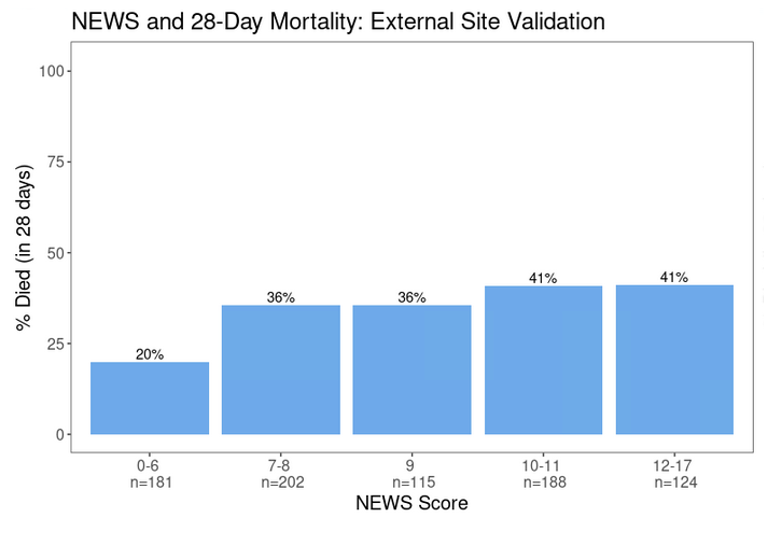 NEWS and 28-Day Mortality: External Site Validation
% Died (in 28 days)
100
75
50
25
0
20%
36%
36%
41%
41%
0-6
n=181
7-8
n=202
9
n=115
10-11
n=188
12-17
n=124
NEWS Score